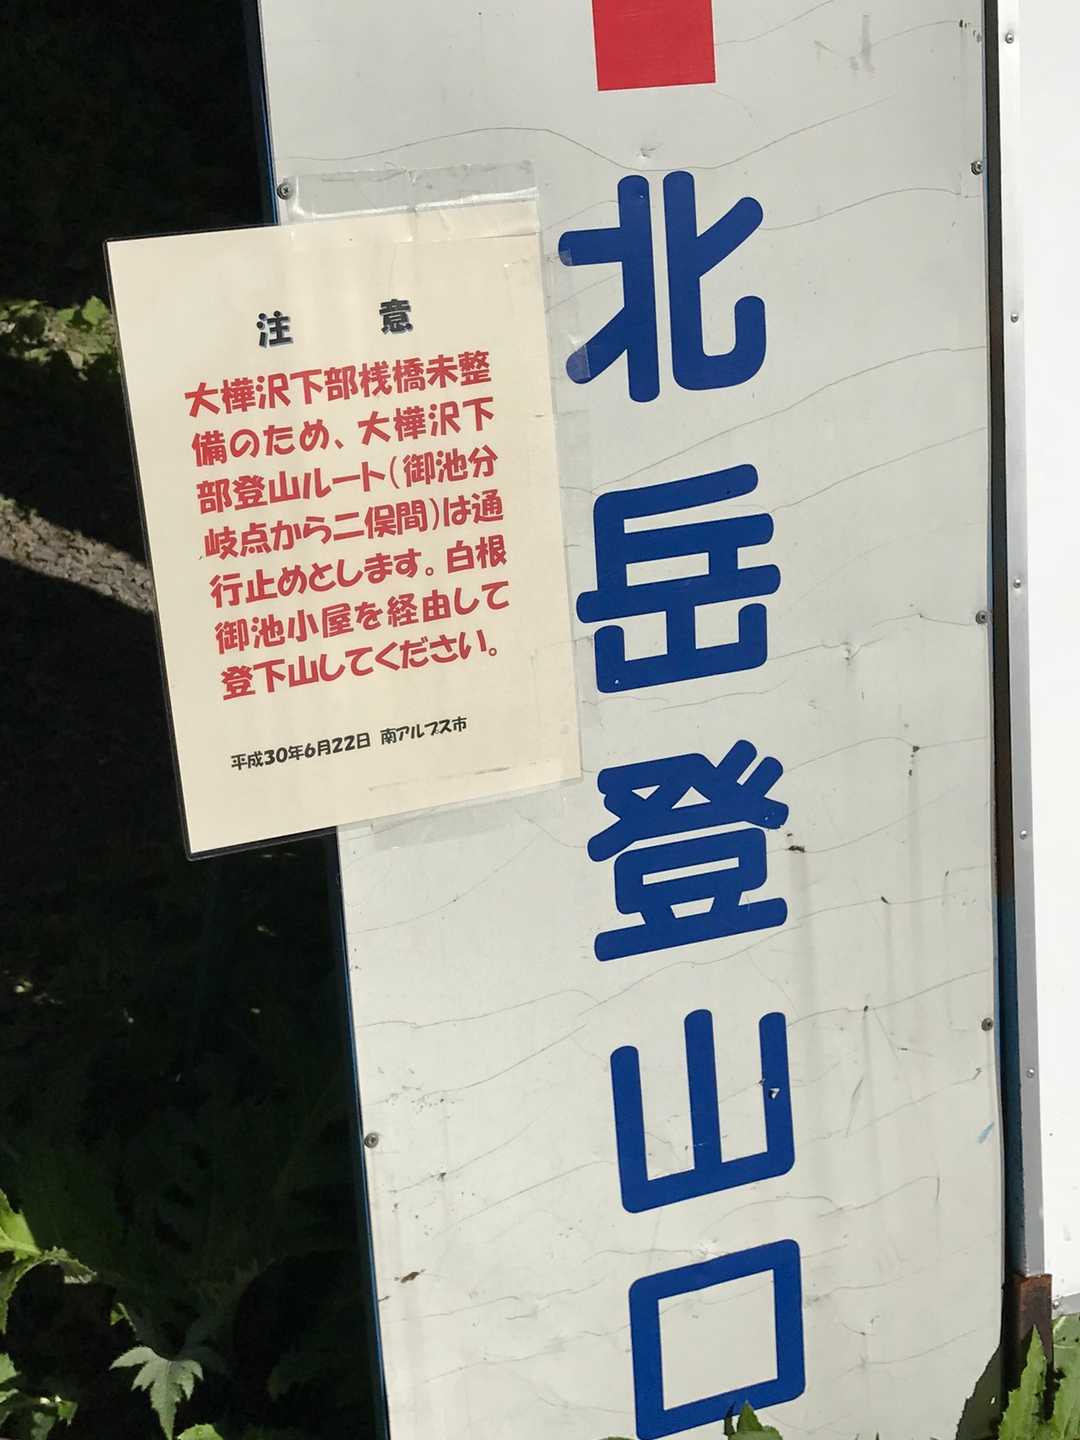 北岳登山口
注意
大樺沢下部桟橋未整
備のため、大樺沢下
部登山ルート(御池分
岐点から二俣間)は通
行止めとします。白根
御池小屋を経由して
登下山してください。
平成30年6月22日 南アルプス市